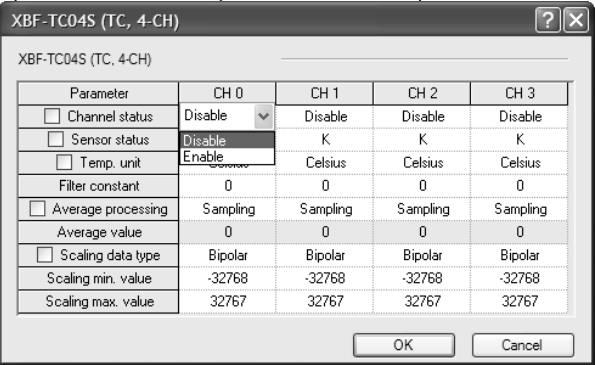 XBF-TC04S (TC, 4-CH)
XBF-TC04S (TC, 4-CH)
Parameter CH 0 CH 1 CH 2 CH 3
Channel status Disable Disable Disable Disable
Sensor status Disable K K K
Temp. unit Enable Celsius Celsius Celsius
Filter constant 0 0 0 0
Average processing Sampling Sampling Sampling Sampling
Average value 0 0 0 0
Scaling data type Bipolar Bipolar Bipolar Bipolar
Scaling min. value -32768 -32768 -32768 -32768
Scaling max. value 32767 32767 32767 32767
OK Cancel